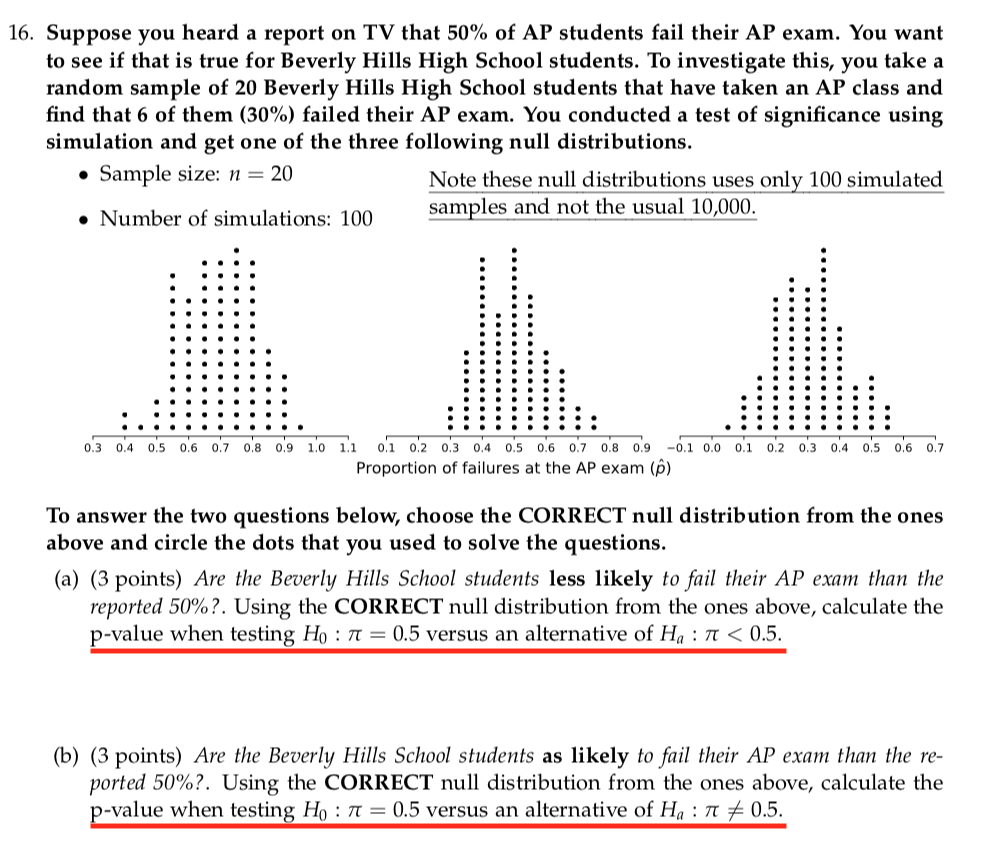 16. Suppose you heard a report on TV that 50% of AP students fail their AP exam. You want
to see if that is true for Beverly Hills High School students. To investigate this, you take a
random sample of 20 Beverly Hills High School students that have taken an AP class and
find that 6 of them (30%) failed their AP exam. You conducted a test of significance using
simulation and get one of the three following null distributions.
• Sample size: n = 20
• Number of simulations: 100
Note these null distributions uses only 100 simulated
samples and not the usual 10,000.
0.3 0.4 0.5 0.6 0.7 0.8 0.9 1.0 1.1 0.1 0.2 0.3 0.4 0.5 0.6 0.7 0.8 0.9 −0.1 0.0 0.1 0.2 0.3 0.4 0.5 0.6 0.7
Proportion of failures at the AP exam (p̂)
To answer the two questions below, choose the CORRECT null distribution from the ones
above and circle the dots that you used to solve the questions.
(a) (3 points) Are the Beverly Hills School students less likely to fail their AP exam than the
reported 50%?. Using the CORRECT null distribution from the ones above, calculate the
p-value when testing H₀ : π = 0.5 versus an alternative of Hₐ : π < 0.5.
(b) (3 points) Are the Beverly Hills School students as likely to fail their AP exam than the re-
ported 50%?. Using the CORRECT null distribution from the ones above, calculate the
p-value when testing H₀ : π = 0.5 versus an alternative of Hₐ : π ≠ 0.5.